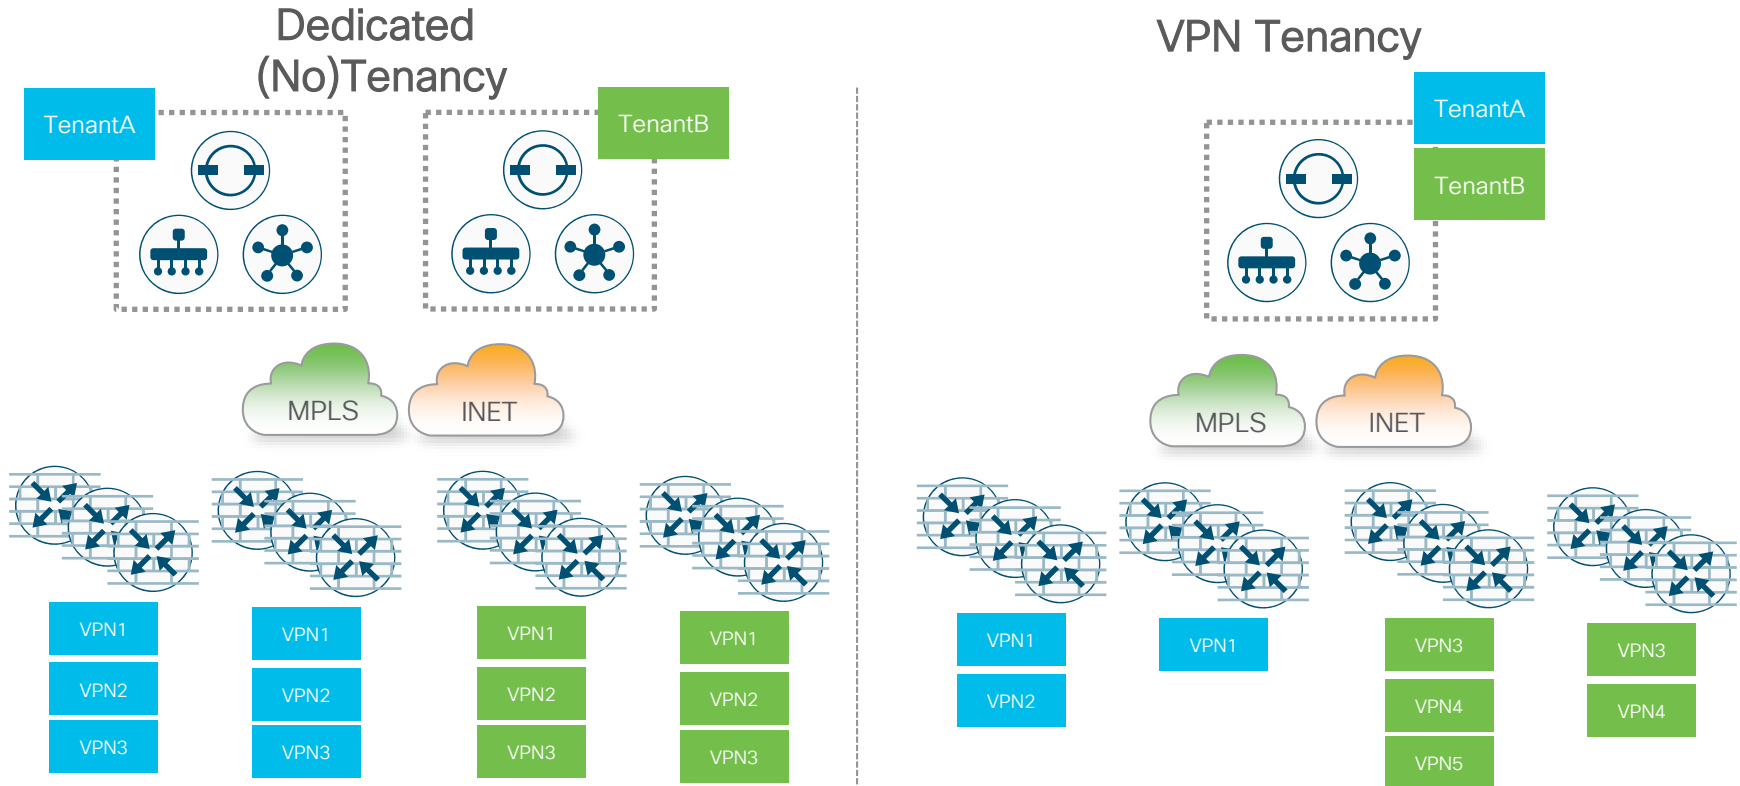 Dedicated
(No)Tenancy
TenantA
TenantB
MPLS
INET
VPN1
VPN2
VPN3
VPN1
VPN2
VPN3
VPN1
VPN2
VPN3
VPN1
VPN2
VPN3
VPN Tenancy
TenantA
TenantB
MPLS
INET
VPN1
VPN2
VPN1
VPN3
VPN4
VPN5
VPN3
VPN4